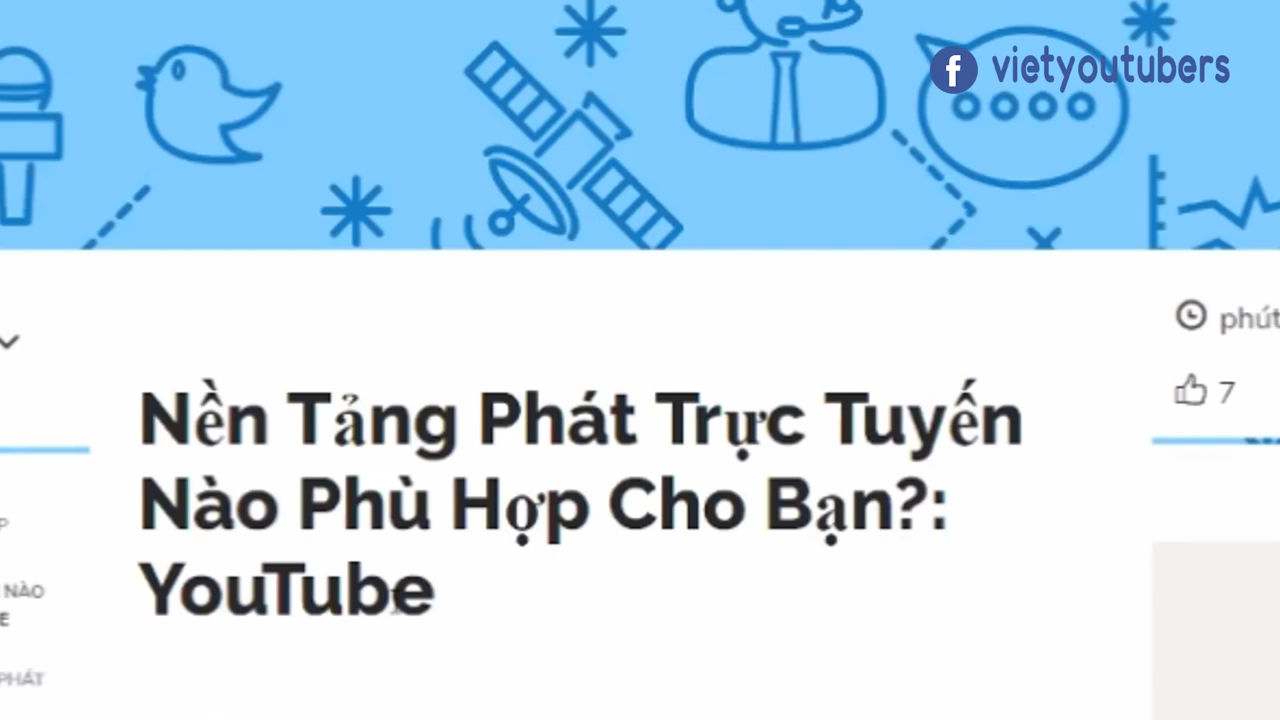 vietyoutubers
phút
7
Nền Tảng Phát Trực Tuyến
Nào Phù Hợp Cho Bạn?:
YouTube
P
NÀO
E
PHÁT